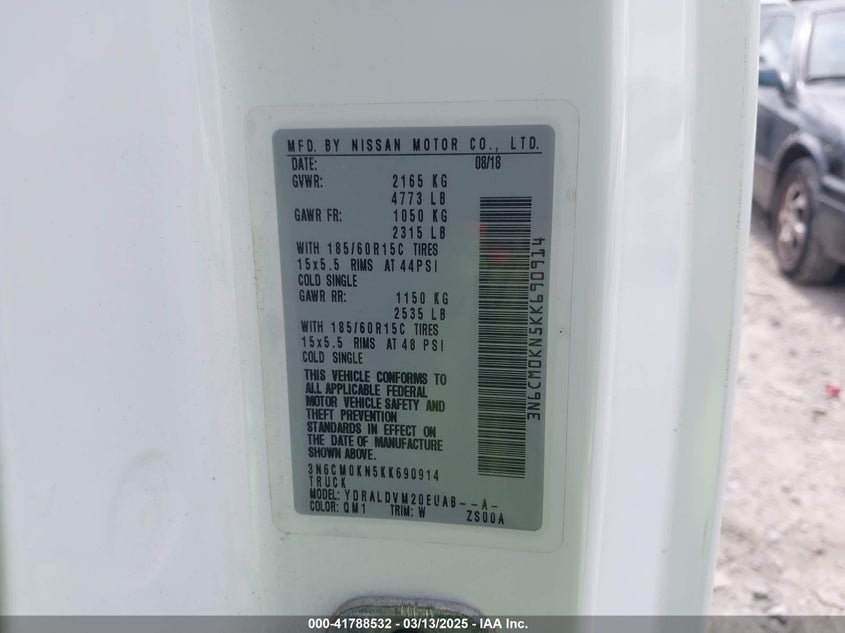 MFD. BY NISSAN MOTOR CO., LTD.
DATE: 08/18
GVWR: 2165 KG
4773 LB
GAWR FR: 1050 KG
2315 LB
WITH 185/60R15C TIRES
15x5.5 RIMS AT 44PSI
COLD SINGLE
GAWR RR: 1150 KG
2535 LB
WITH 185/60R15C TIRES
15x5.5 RIMS AT 48 PSI
COLD SINGLE
THIS VEHICLE CONFORMS TO
ALL APPLICABLE FEDERAL
MOTOR VEHICLE SAFETY AND
THEFT PREVENTION
STANDARDS IN EFFECT ON
THE DATE OF MANUFACTURE
SHOWN ABOVE.
3N6CM0KN5KK690914
TRUCK
MODEL: YDRALDVM20EUAB--A-
COLOR: QM1 TRIM: W ZS00A
3N6CM0KN5KK690914
000-41788532 — 03/13/2025 — IAA Inc.